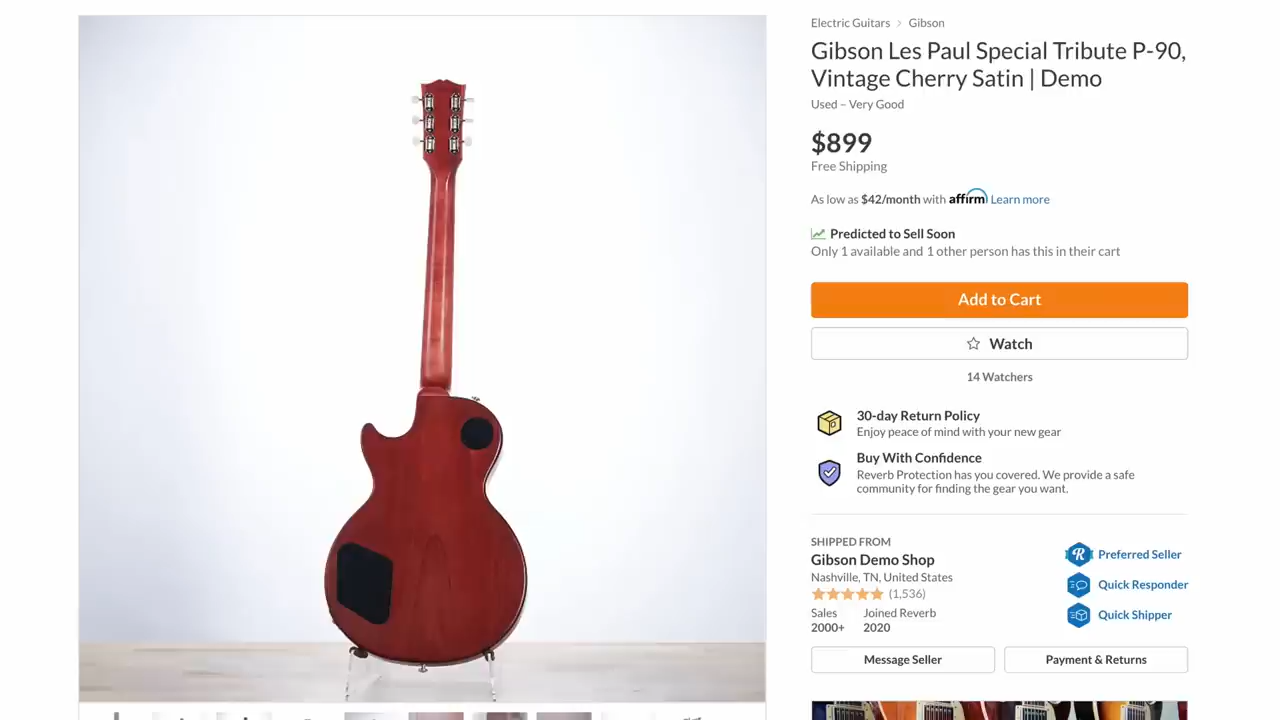 Electric Guitars > Gibson
Gibson Les Paul Special Tribute P-90,
Vintage Cherry Satin | Demo
Used – Very Good
$899
Free Shipping
As low as $42/month with affirm Learn more
Predicted to Sell Soon
Only 1 available and 1 other person has this in their cart
Add to Cart
Watch
14 Watchers
30-day Return Policy
Enjoy peace of mind with your new gear
Buy With Confidence
Reverb Protection has you covered. We provide a safe
community for finding the gear you want.
SHIPPED FROM
Gibson Demo Shop
Nashville, TN, United States
(1,536)
Sales
2000+
Joined Reverb
2020
R Preferred Seller
Quick Responder
Quick Shipper
Message Seller
Payment & Returns